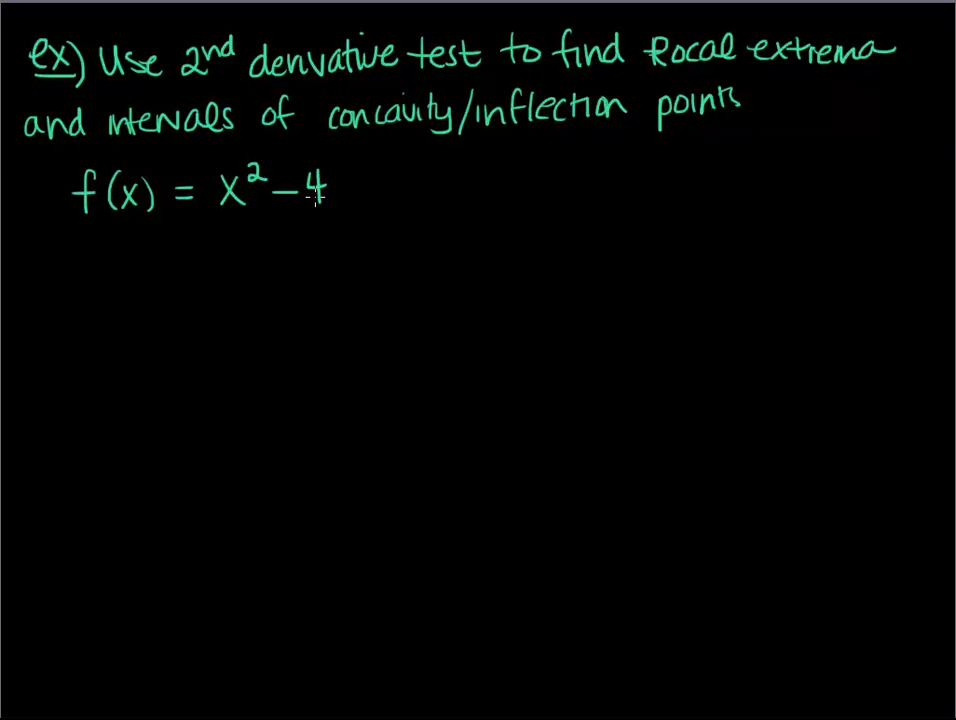 ex) Use 2nd derivative test to find local extrema
and intervals of concavity/inflection points
f(x) = x² - 4